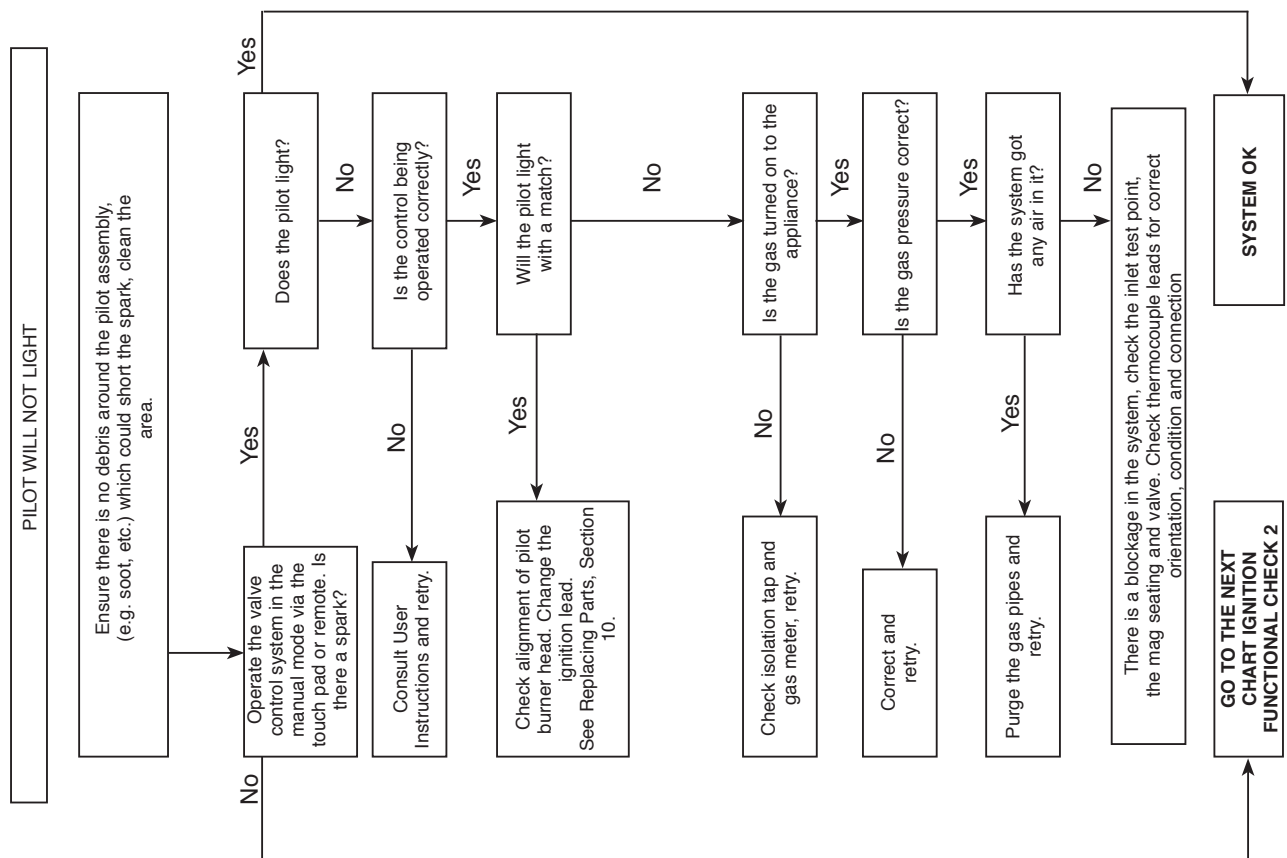 PILOT WILL NOT LIGHT
Ensure there is no debris around the pilot assembly,
(e.g. soot, etc.) which could short the spark, clean the
area.
Operate the valve
control system in the
manual mode via the
touch pad or remote. Is
there a spark?
Yes
No
Does the pilot light?
Yes
No
Is the control being
operated correctly?
No
Yes
Consult User
Instructions and retry.
Will the pilot light
with a match?
Yes
No
Check alignment of pilot
burner head. Change the
ignition lead.
See Replacing Parts, Section
10.
Is the gas turned on to the
appliance?
No
Yes
Check isolation tap and
gas meter, retry.
Is the gas pressure correct?
No
Yes
Correct and
retry.
Has the system got
any air in it?
Yes
No
Purge the gas pipes and
retry.
There is a blockage in the system, check the inlet test point,
the mag seating and valve. Check thermocouple leads for correct
orientation, condition and connection
GO TO THE NEXT
CHART IGNITION
FUNCTIONAL CHECK 2
SYSTEM OK